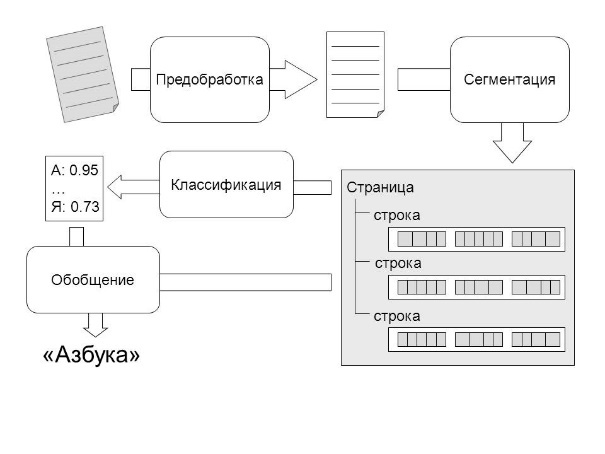 Предобработка
Сегментация
Страница
строка
строка
строка
Классификация
А: 0.95
...
Я: 0.73
Обобщение
«Азбука»